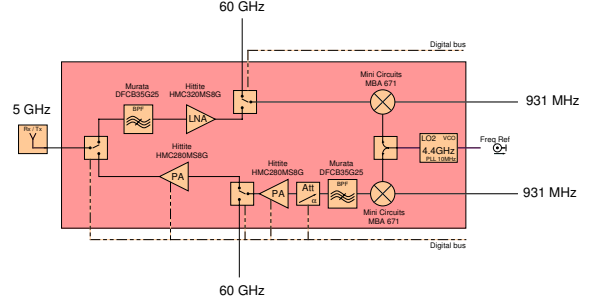 60 GHz
Digital bus
Mini Circuits
MBA 671
Murata
DFCB35G25
Hittite
HMC320MS8G
5 GHz
931 MHz
BPF
LNA
Rx / Tx
LO2 VCO
4.4GHz
PLL 10MHz
Freq Ref
Hittite
HMC280MS8G
PA
Hittite
HMC280MS8G
Murata
DFCB35G25
BPF
PA
Att
α
931 MHz
Mini Circuits
MBA 671
Digital bus
60 GHz